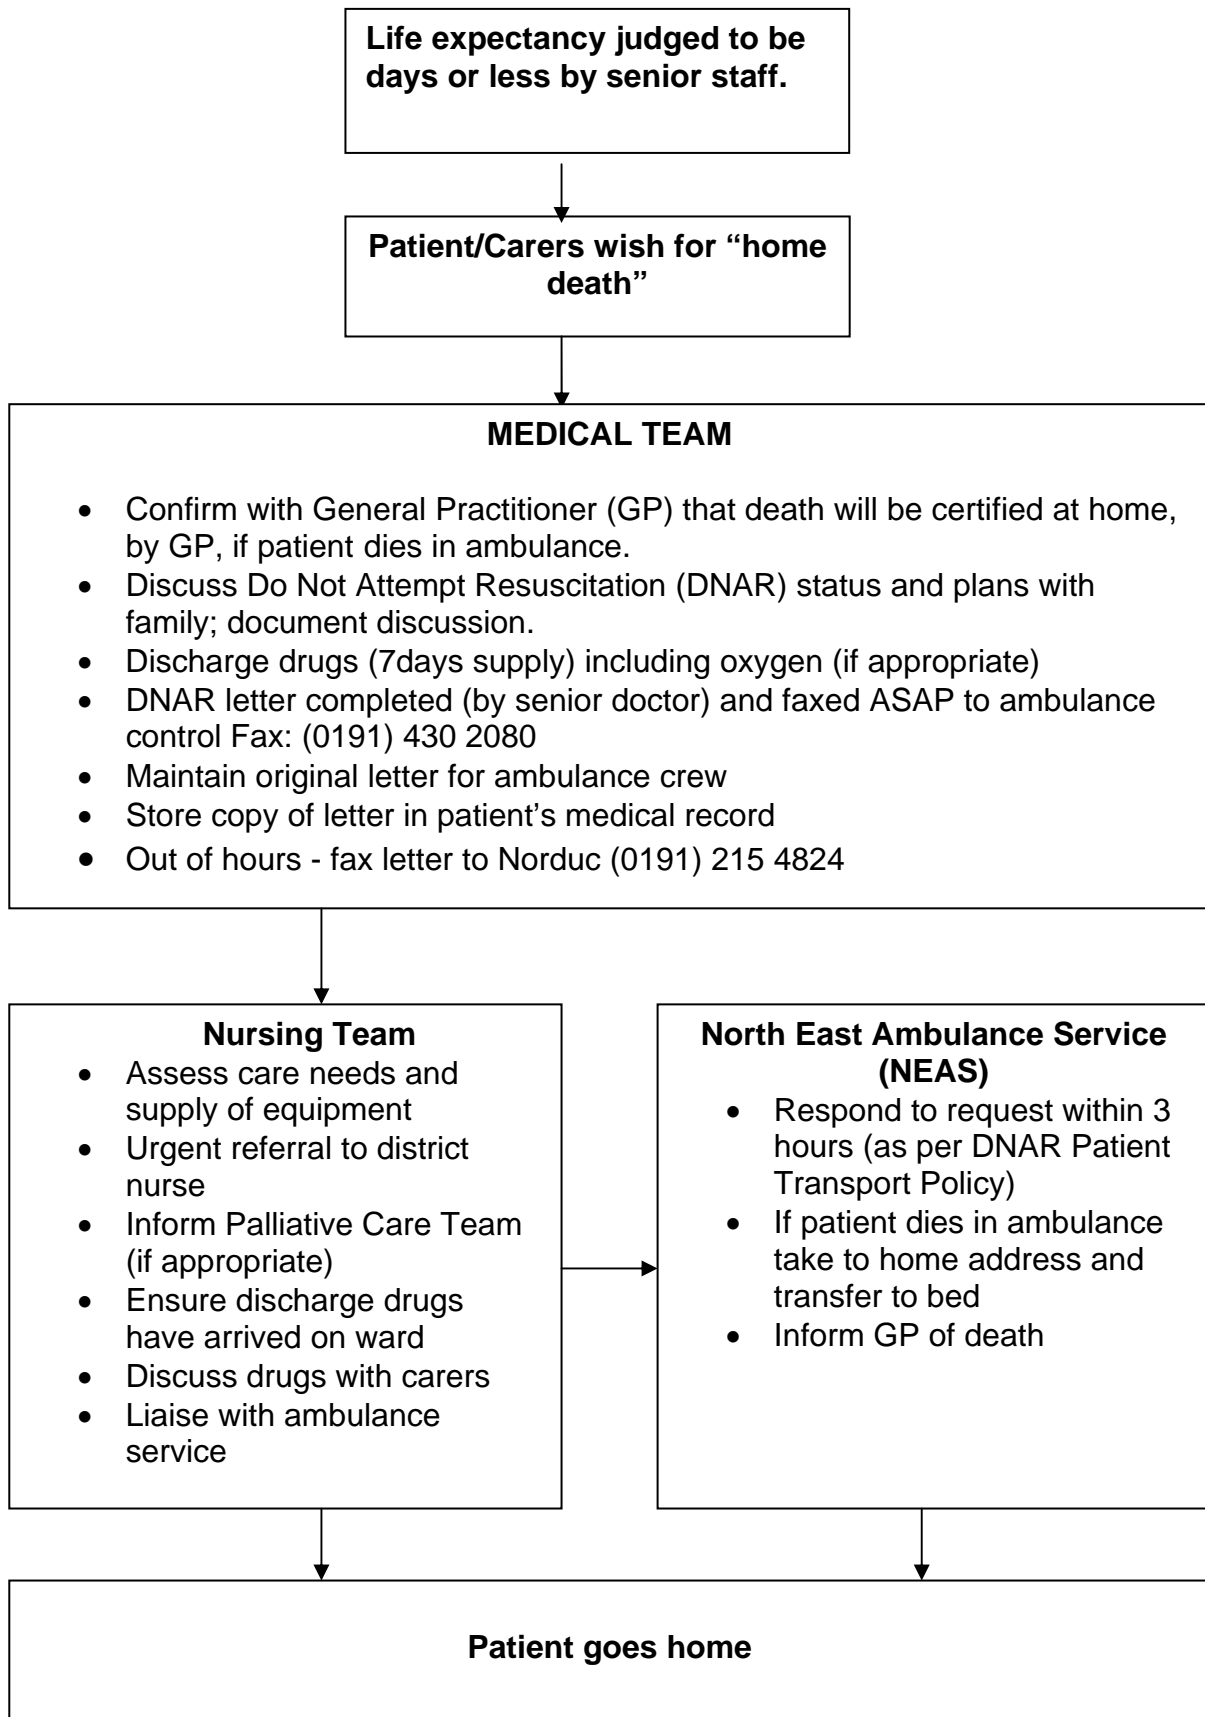 Life expectancy judged to be
days or less by senior staff.
Patient/Carers wish for “home
death”
MEDICAL TEAM
• Confirm with General Practitioner (GP) that death will be certified at home,
by GP, if patient dies in ambulance.
• Discuss Do Not Attempt Resuscitation (DNAR) status and plans with
family; document discussion.
• Discharge drugs (7days supply) including oxygen (if appropriate)
• DNAR letter completed (by senior doctor) and faxed ASAP to ambulance
control Fax: (0191) 430 2080
• Maintain original letter for ambulance crew
• Store copy of letter in patient’s medical record
• Out of hours - fax letter to Norduc (0191) 215 4824
Nursing Team
• Assess care needs and
supply of equipment
• Urgent referral to district
nurse
• Inform Palliative Care Team
(if appropriate)
• Ensure discharge drugs
have arrived on ward
• Discuss drugs with carers
• Liaise with ambulance
service
North East Ambulance Service
(NEAS)
• Respond to request within 3
hours (as per DNAR Patient
Transport Policy)
• If patient dies in ambulance
take to home address and
transfer to bed
• Inform GP of death
Patient goes home